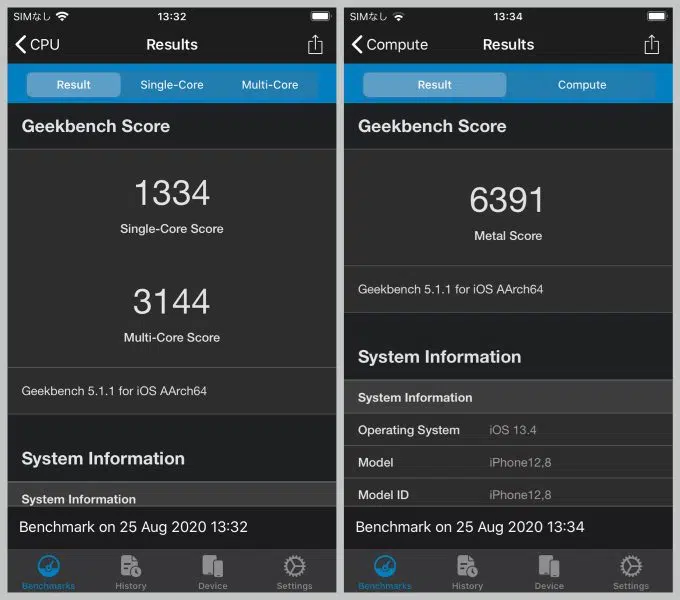 SIMなし 13:32
CPU Results
Result Single-Core Multi-Core
Geekbench Score
1334
Single-Core Score
3144
Multi-Core Score
Geekbench 5.1.1 for iOS AArch64
System Information
System Information
Benchmark on 25 Aug 2020 13:32
Benchmarks History Device Settings
SIMなし 13:34
Compute Results
Result Compute
Geekbench Score
6391
Metal Score
Geekbench 5.1.1 for iOS AArch64
System Information
System Information
Operating System iOS 13.4
Model iPhone12,8
Model ID iPhone12,8
Benchmark on 25 Aug 2020 13:34
Benchmarks History Device Settings